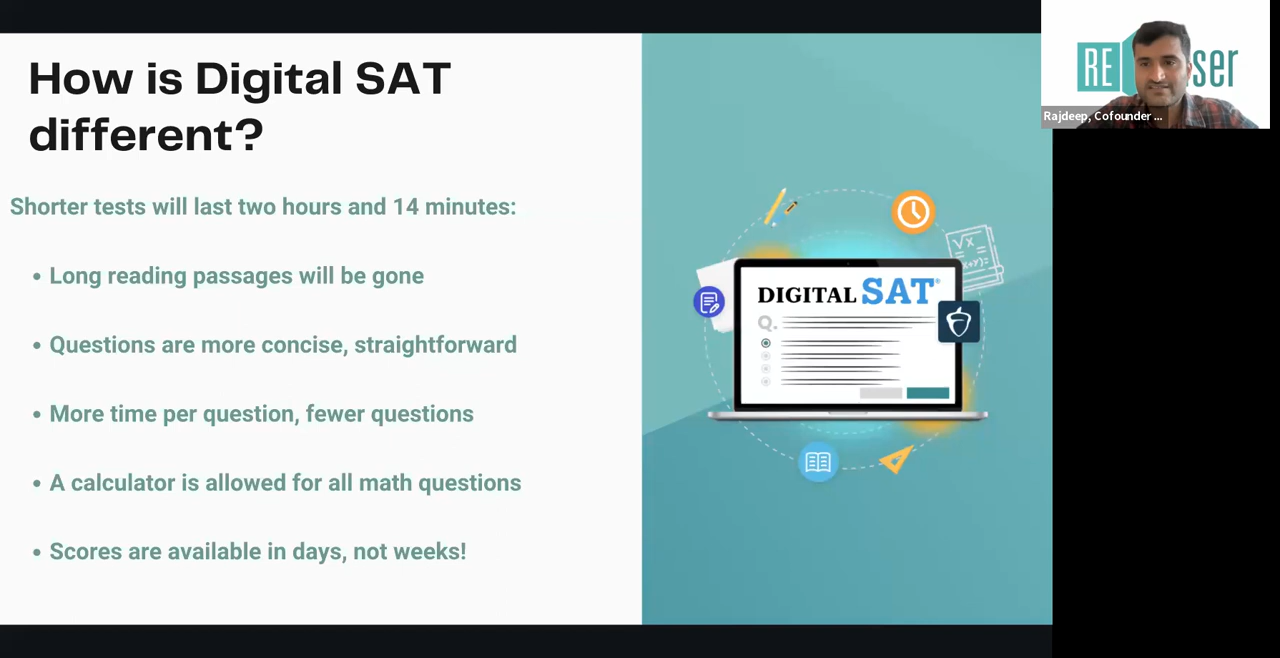 How is Digital SAT
different?
Shorter tests will last two hours and 14 minutes:
• Long reading passages will be gone
• Questions are more concise, straightforward
• More time per question, fewer questions
• A calculator is allowed for all math questions
• Scores are available in days, not weeks!
DIGITAL SAT®
Q.
√x
RE ser
Rajdeep, Cofounder ...